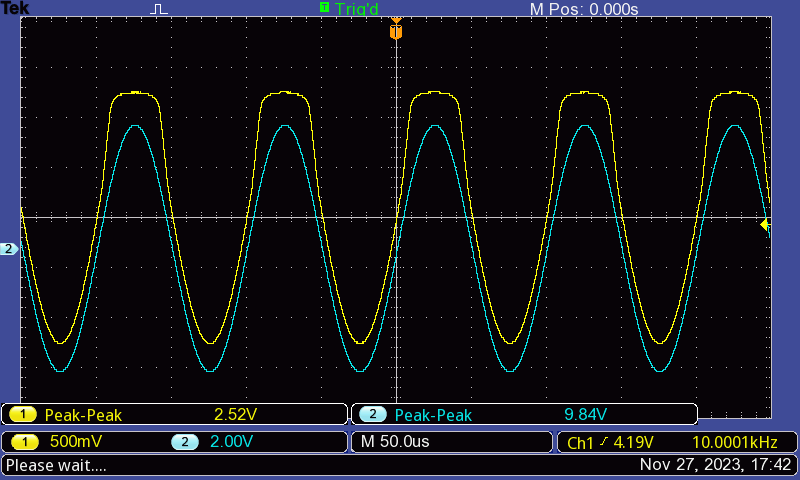 Tek T Trig'd M Pos: 0.000s
T
2
1 Peak-Peak 2.52V 2 Peak-Peak 9.84V
1 500mV 2 2.00V M 50.0us Ch1 / 4.19V 10.0001kHz
Please wait.... Nov 27, 2023, 17:42